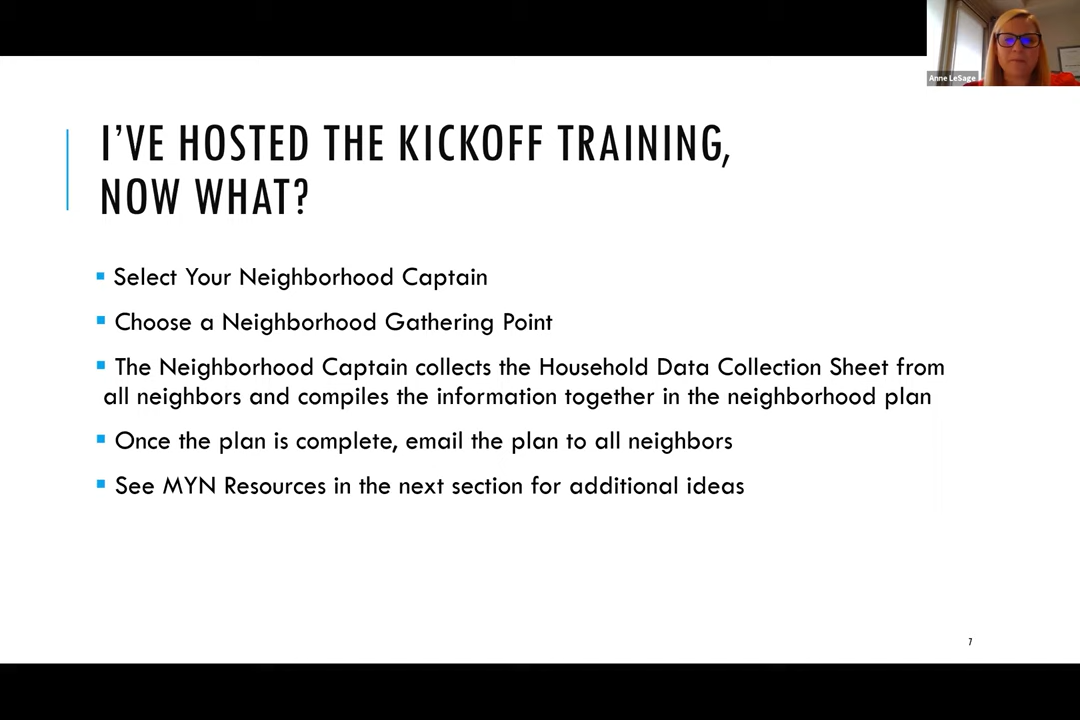 Anne LeSage
I'VE HOSTED THE KICKOFF TRAINING,
NOW WHAT?
▪ Select Your Neighborhood Captain
▪ Choose a Neighborhood Gathering Point
▪ The Neighborhood Captain collects the Household Data Collection Sheet from
all neighbors and compiles the information together in the neighborhood plan
▪ Once the plan is complete, email the plan to all neighbors
▪ See MYN Resources in the next section for additional ideas
7